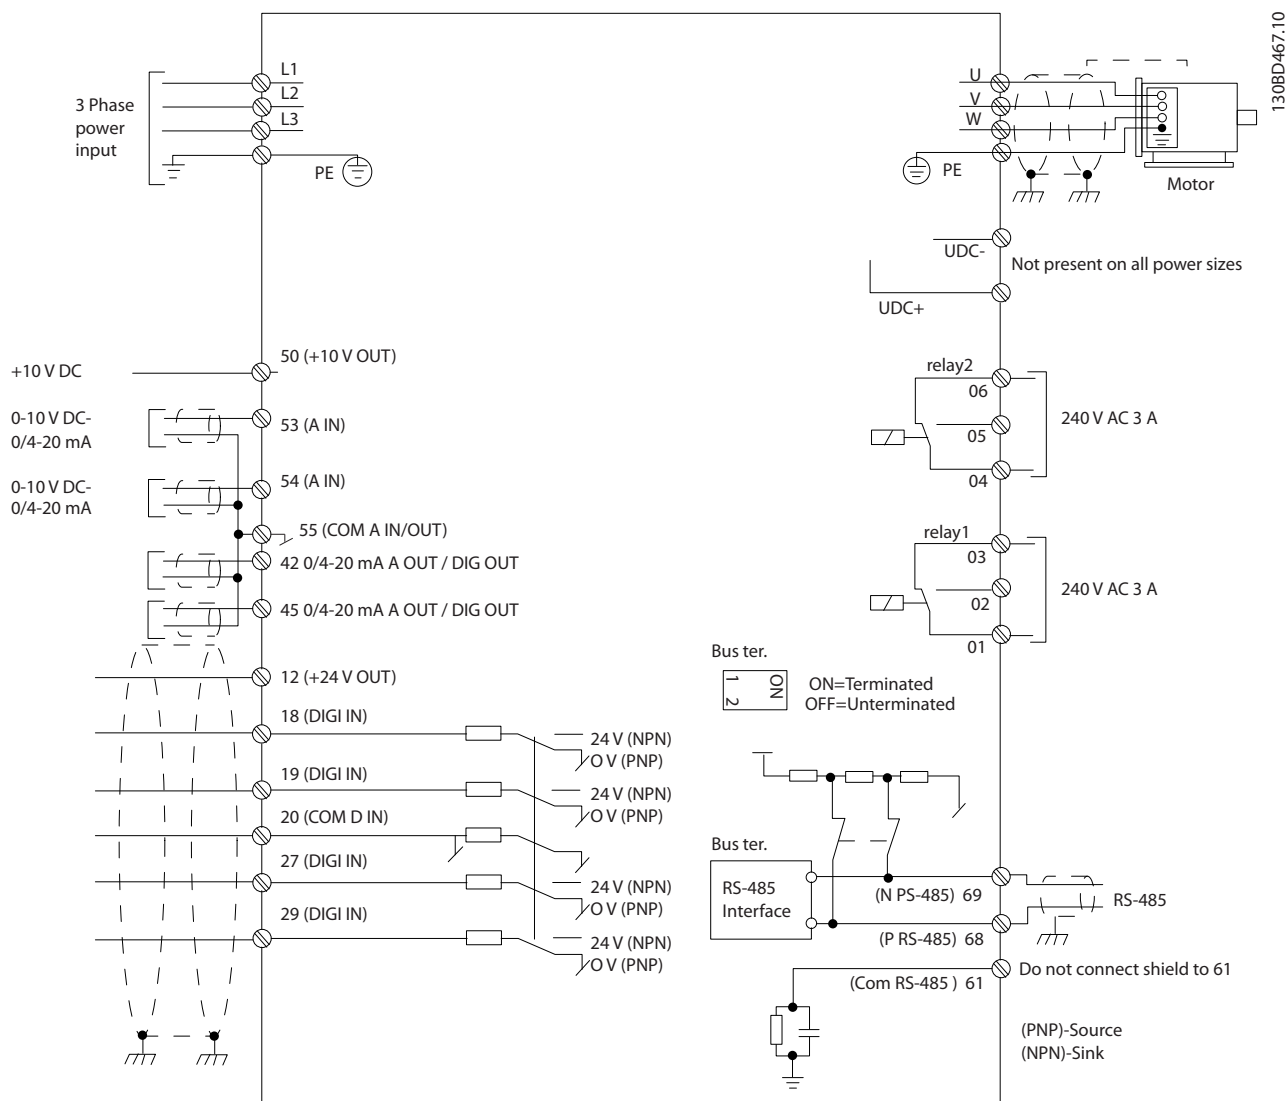 130BD467.10
L1
L2
L3
3 Phase
power
input
PE
U
V
W
PE
Motor
UDC-
Not present on all power sizes
UDC+
+10 V DC
50 (+10 V OUT)
0-10 V DC-
0/4-20 mA
53 (A IN)
0-10 V DC-
0/4-20 mA
54 (A IN)
55 (COM A IN/OUT)
42 0/4-20 mA A OUT / DIG OUT
45 0/4-20 mA A OUT / DIG OUT
12 (+24 V OUT)
18 (DIGI IN)
24 V (NPN)
O V (PNP)
19 (DIGI IN)
24 V (NPN)
O V (PNP)
20 (COM D IN)
27 (DIGI IN)
24 V (NPN)
O V (PNP)
29 (DIGI IN)
24 V (NPN)
O V (PNP)
relay2
06
05
04
240 V AC 3 A
relay1
03
02
01
240 V AC 3 A
Bus ter.
1
2
ON
ON=Terminated
OFF=Unterminated
Bus ter.
RS-485
Interface
(N PS-485) 69
RS-485
(P RS-485) 68
(Com RS-485 ) 61
Do not connect shield to 61
(PNP)-Source
(NPN)-Sink